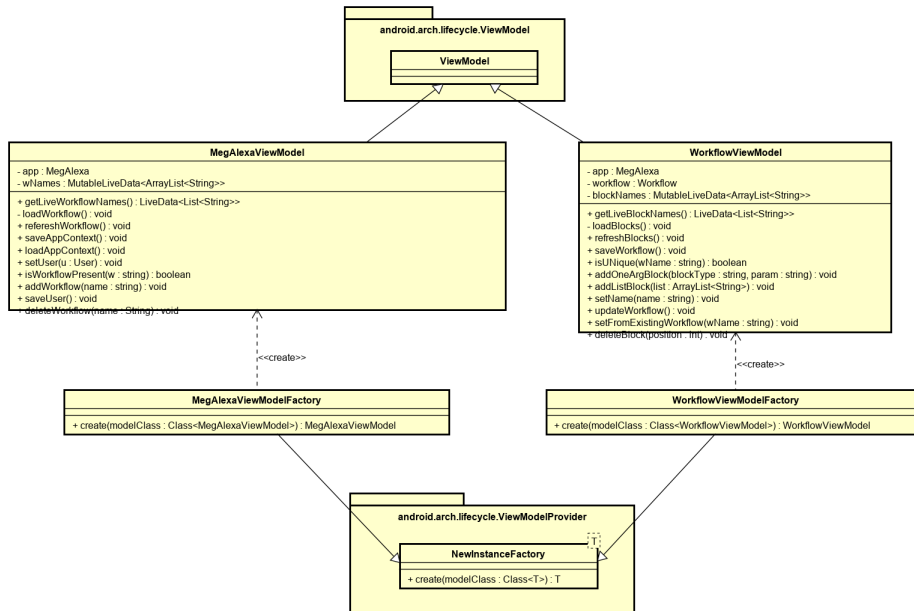 android.arch.lifecycle.ViewModel
ViewModel
MegAlexaViewModel
- app : MegAlexa
- wNames : MutableLiveData<ArrayList<String>>
+ getLiveWorkflowNames() : LiveData<List<String>>
- loadWorkflow() : void
+ refereshWorkflow() : void
+ saveAppContext() : void
+ loadAppContext() : void
+ setUser(u : User) : void
+ isWorkflowPresent(w : string) : boolean
+ addWorkflow(name : string) : void
+ saveUser() : void
+ deleteWorkflow(name : String) : void
WorkflowViewModel
- app : MegAlexa
- workflow : Workflow
- blockNames : MutableLiveData<ArrayList<String>>
+ getLiveBlockNames() : LiveData<List<String>>
- loadBlocks() : void
+ refreshBlocks() : void
+ saveWorkflow() : void
+ isUNique(wName : string) : boolean
+ addOneArgBlock(blockType : string, param : string) : void
+ addListBlock(list : ArrayList<String>) : void
+ setName(name : string) : void
+ updateWorkflow() : void
+ setFromExistingWorkflow(wName : string) : void
+ deleteBlock(position : int) : void
<<create>>
<<create>>
MegAlexaViewModelFactory
+ create(modelClass : Class<MegAlexaViewModel>) : MegAlexaViewModel
WorkflowViewModelFactory
+ create(modelClass : Class<WorkflowViewModel>) : WorkflowViewModel
android.arch.lifecycle.ViewModelProvider
T
NewInstanceFactory
+ create(modelClass : Class<T>) : T